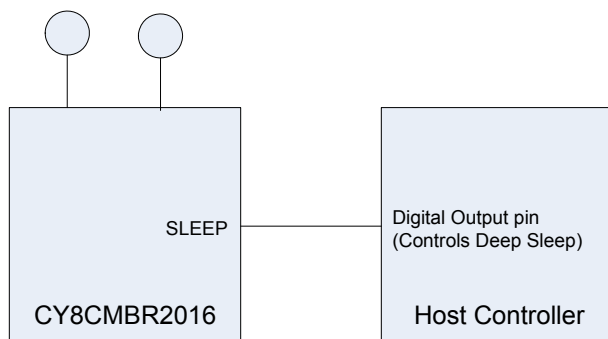 SLEEP
Digital Output pin
(Controls Deep Sleep)
CY8CMBR2016
Host Controller